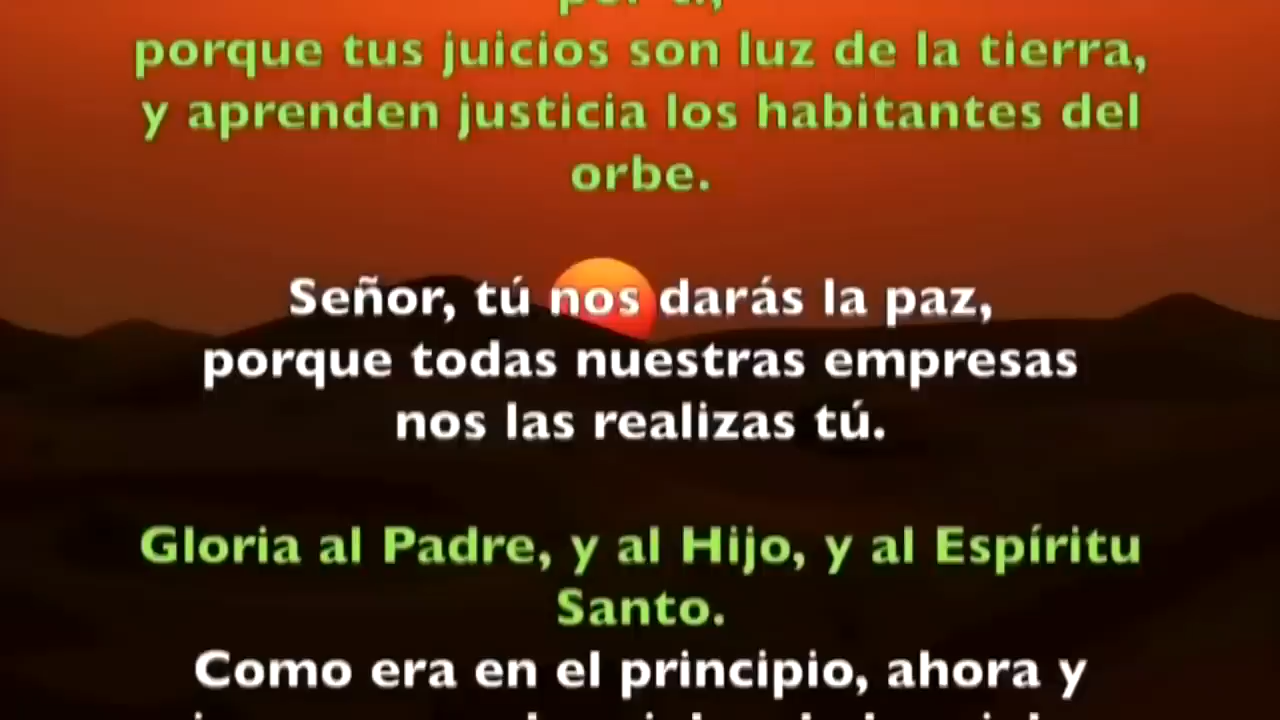 porque tus juicios son luz de la tierra,
y aprenden justicia los habitantes del
orbe.
Señor, tú nos darás la paz,
porque todas nuestras empresas
nos las realizas tú.
Gloria al Padre, y al Hijo, y al Espíritu
Santo.
Como era en el principio, ahora y